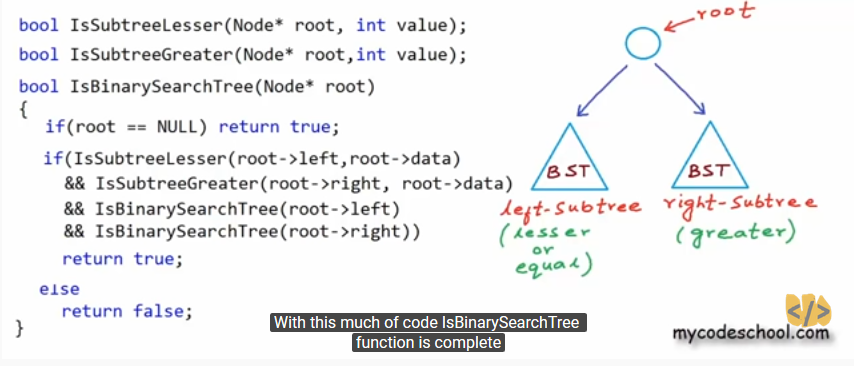 bool IsSubtreeLesser(Node* root, int value);
bool IsSubtreeGreater(Node* root,int value);
bool IsBinarySearchTree(Node* root)
{
if(root == NULL) return true;
if(IsSubtreeLesser(root->left,root->data)
&& IsSubtreeGreater(root->right, root->data)
&& IsBinarySearchTree(root->left)
&& IsBinarySearchTree(root->right))
return true;
else
return false;
}
root
BST
BST
left-Subtree
(lesser
or
equal)
right-Subtree
(greater)
</>
mycodeschool.com
With this much of code IsBinarySearchTree
function is complete